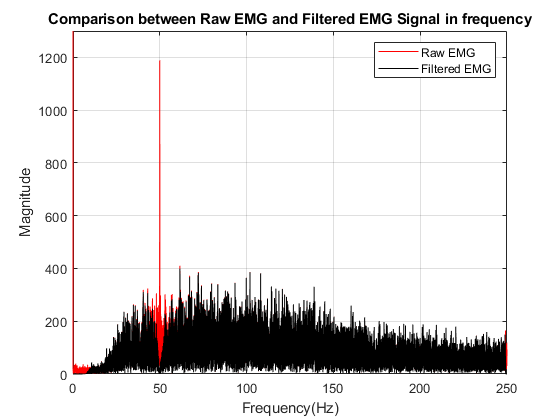 Comparison between Raw EMG and Filtered EMG Signal in frequency
Raw EMG
Filtered EMG
Magnitude
1200
1000
800
600
400
200
0
0 50 100 150 200 250
Frequency(Hz)